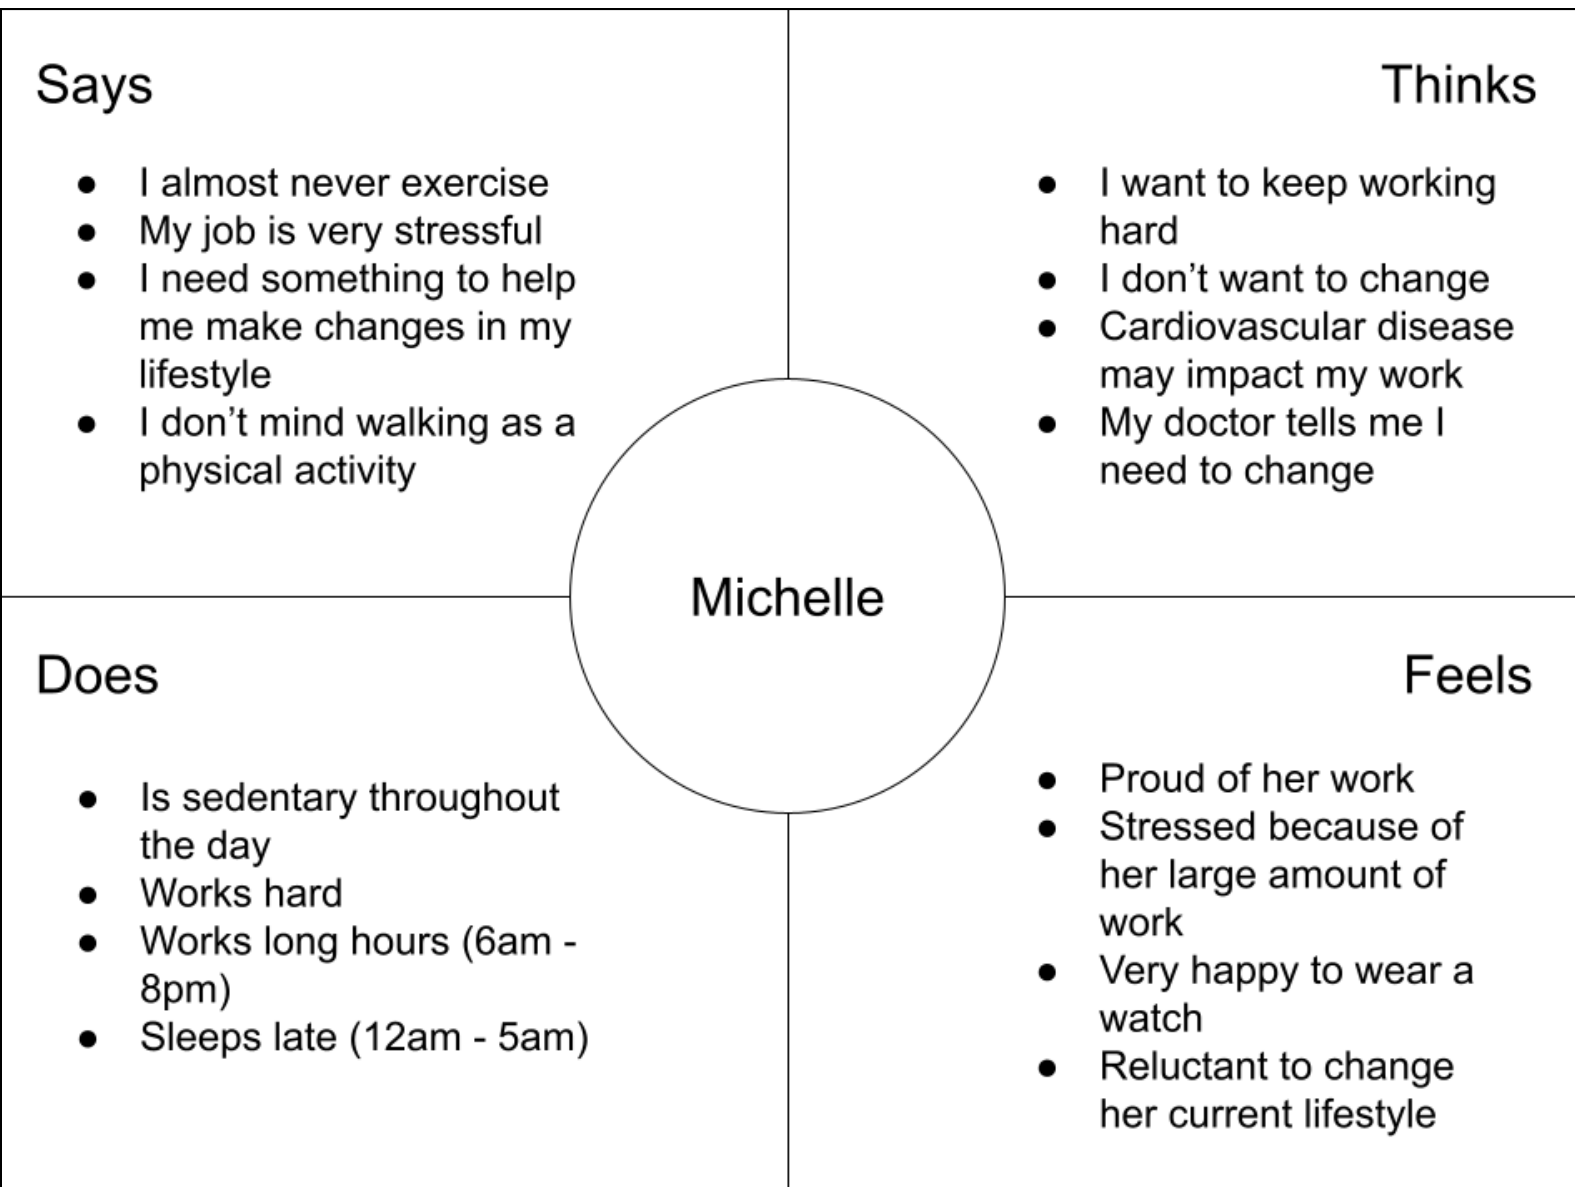 Says
● I almost never exercise
● My job is very stressful
● I need something to help
me make changes in my
lifestyle
● I don’t mind walking as a
physical activity
Thinks
● I want to keep working
hard
● I don’t want to change
● Cardiovascular disease
may impact my work
● My doctor tells me I
need to change
Michelle
Does
● Is sedentary throughout
the day
● Works hard
● Works long hours (6am -
8pm)
● Sleeps late (12am - 5am)
Feels
● Proud of her work
● Stressed because of
her large amount of
work
● Very happy to wear a
watch
● Reluctant to change
her current lifestyle